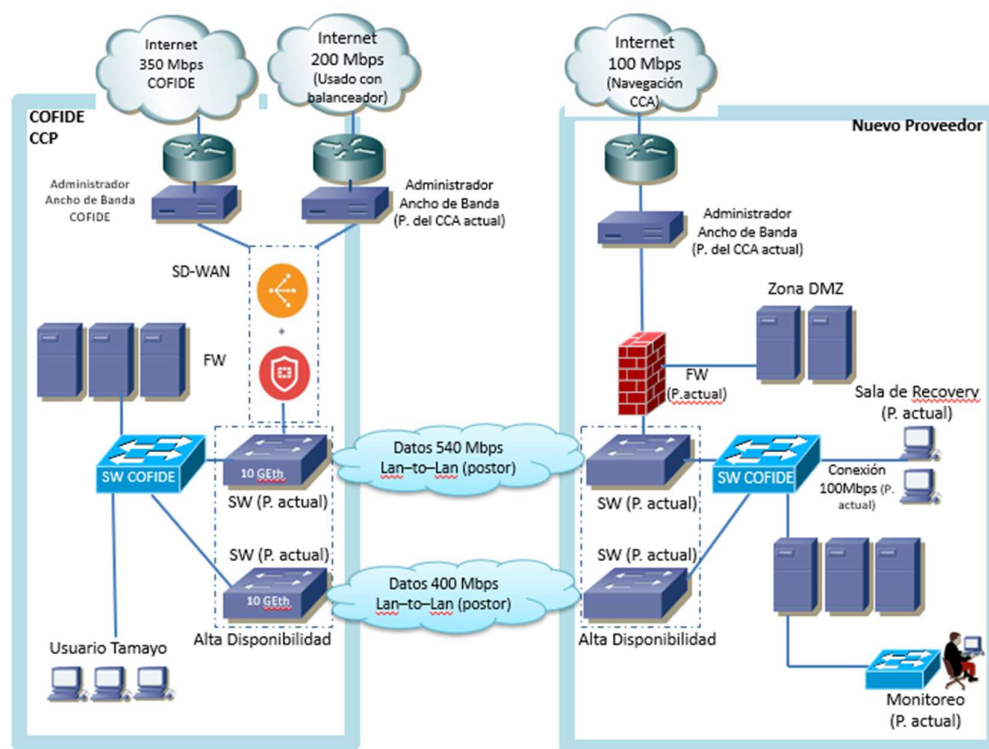 Internet
350 Mbps
COFIDE
Internet
200 Mbps
(Usado con
balanceador)
Internet
100 Mbps
(Navegación
CCA)
COFIDE
CCP
Nuevo Proveedor
Administrador
Ancho de Banda
COFIDE
Administrador
Ancho de Banda
(P. del CCA actual)
Administrador
Ancho de Banda
(P. del CCA actual)
SD-WAN
+
FW
Zona DMZ
FW
(P.actual)
Sala de Recovery
(P. actual)
SW COFIDE
10 GEth
SW (P. actual)
Datos 540 Mbps
Lan–to–Lan (postor)
SW (P. actual)
SW COFIDE
Conexión
100Mbps (P.
actual)
SW (P. actual)
10 GEth
Alta Disponibilidad
Datos 400 Mbps
Lan–to–Lan (postor)
SW (P. actual)
Alta Disponibilidad
Usuario Tamayo
Monitoreo
(P. actual)